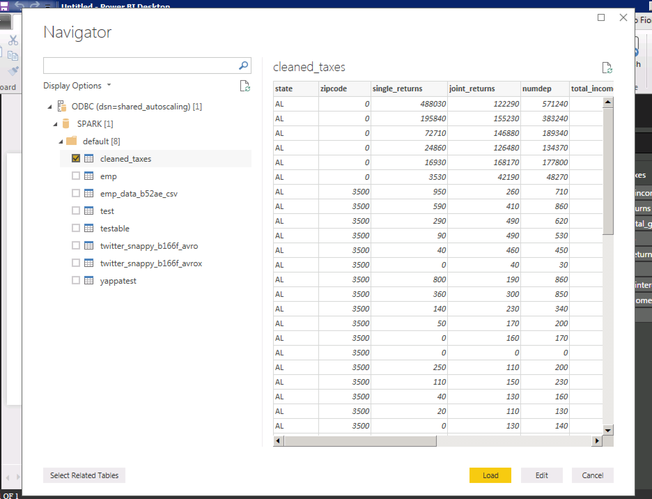 Untitled - Power BI Desktop
Navigator
Display Options
ODBC (dsn=shared_autoscaling) [1]
SPARK [1]
default [8]
cleaned_taxes
emp
emp_data_b52ae_csv
test
testable
twitter_snappy_b166f_avro
twitter_snappy_b166f_avrox
yappatest
cleaned_taxes
state zipcode single_returns joint_returns numdep total_incom
AL 0 488030 122290 571240
AL 0 195840 155230 383240
AL 0 72710 146880 189340
AL 0 24860 126480 134370
AL 0 16930 168170 177800
AL 0 3530 42190 48270
AL 3500 950 260 710
AL 3500 590 410 860
AL 3500 290 490 620
AL 3500 90 490 530
AL 3500 40 460 450
AL 3500 0 40 30
AL 3500 800 190 860
AL 3500 360 300 850
AL 3500 140 230 340
AL 3500 50 170 200
AL 3500 0 160 170
AL 3500 0 0 0
AL 3500 250 110 200
AL 3500 110 150 230
AL 3500 40 130 160
AL 3500 20 110 130
AL 3500 0 130 140
Select Related Tables
Load
Edit
Cancel
OF 1